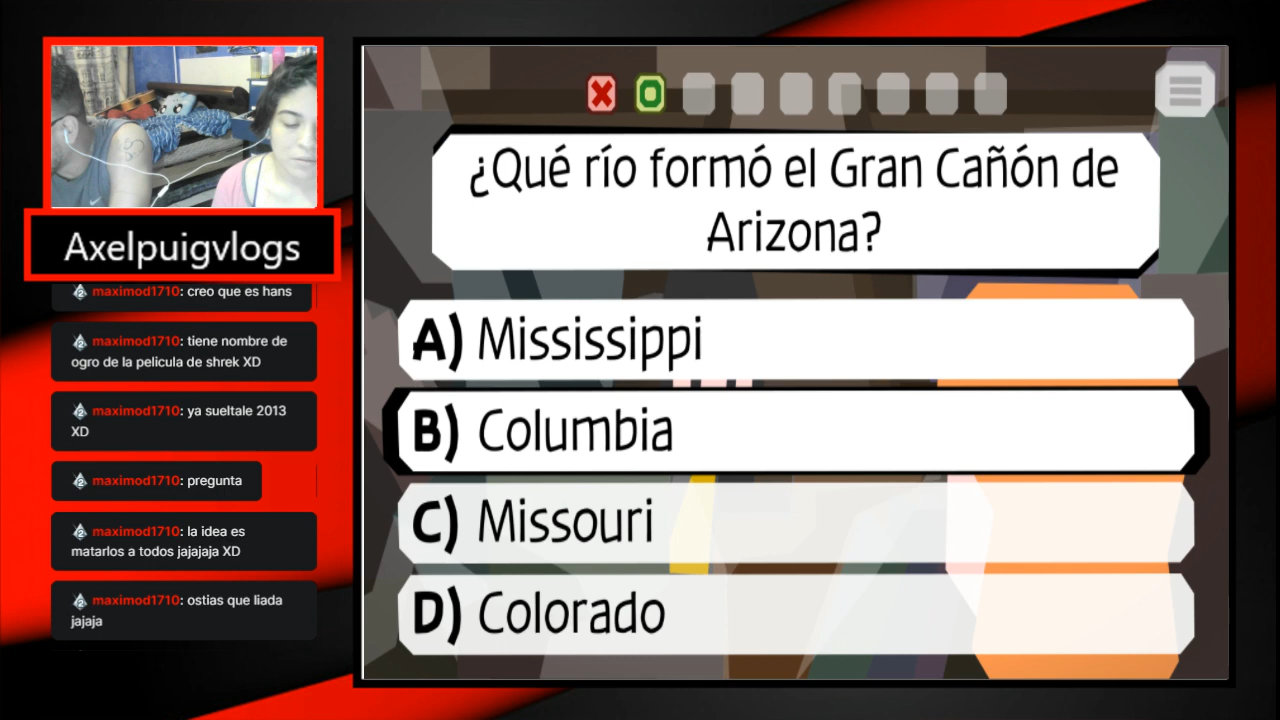 Axelpuigvlogs
maximod1710: creo que es hans
maximod1710: tiene nombre de
ogro de la pelicula de shrek XD
maximod1710: ya sueltale 2013
XD
maximod1710: pregunta
maximod1710: la idea es
matarlos a todos jajajaja XD
maximod1710: ostias que liada
jajaja
¿Qué río formó el Gran Cañón de
Arizona?
A) Mississippi
B) Columbia
C) Missouri
D) Colorado